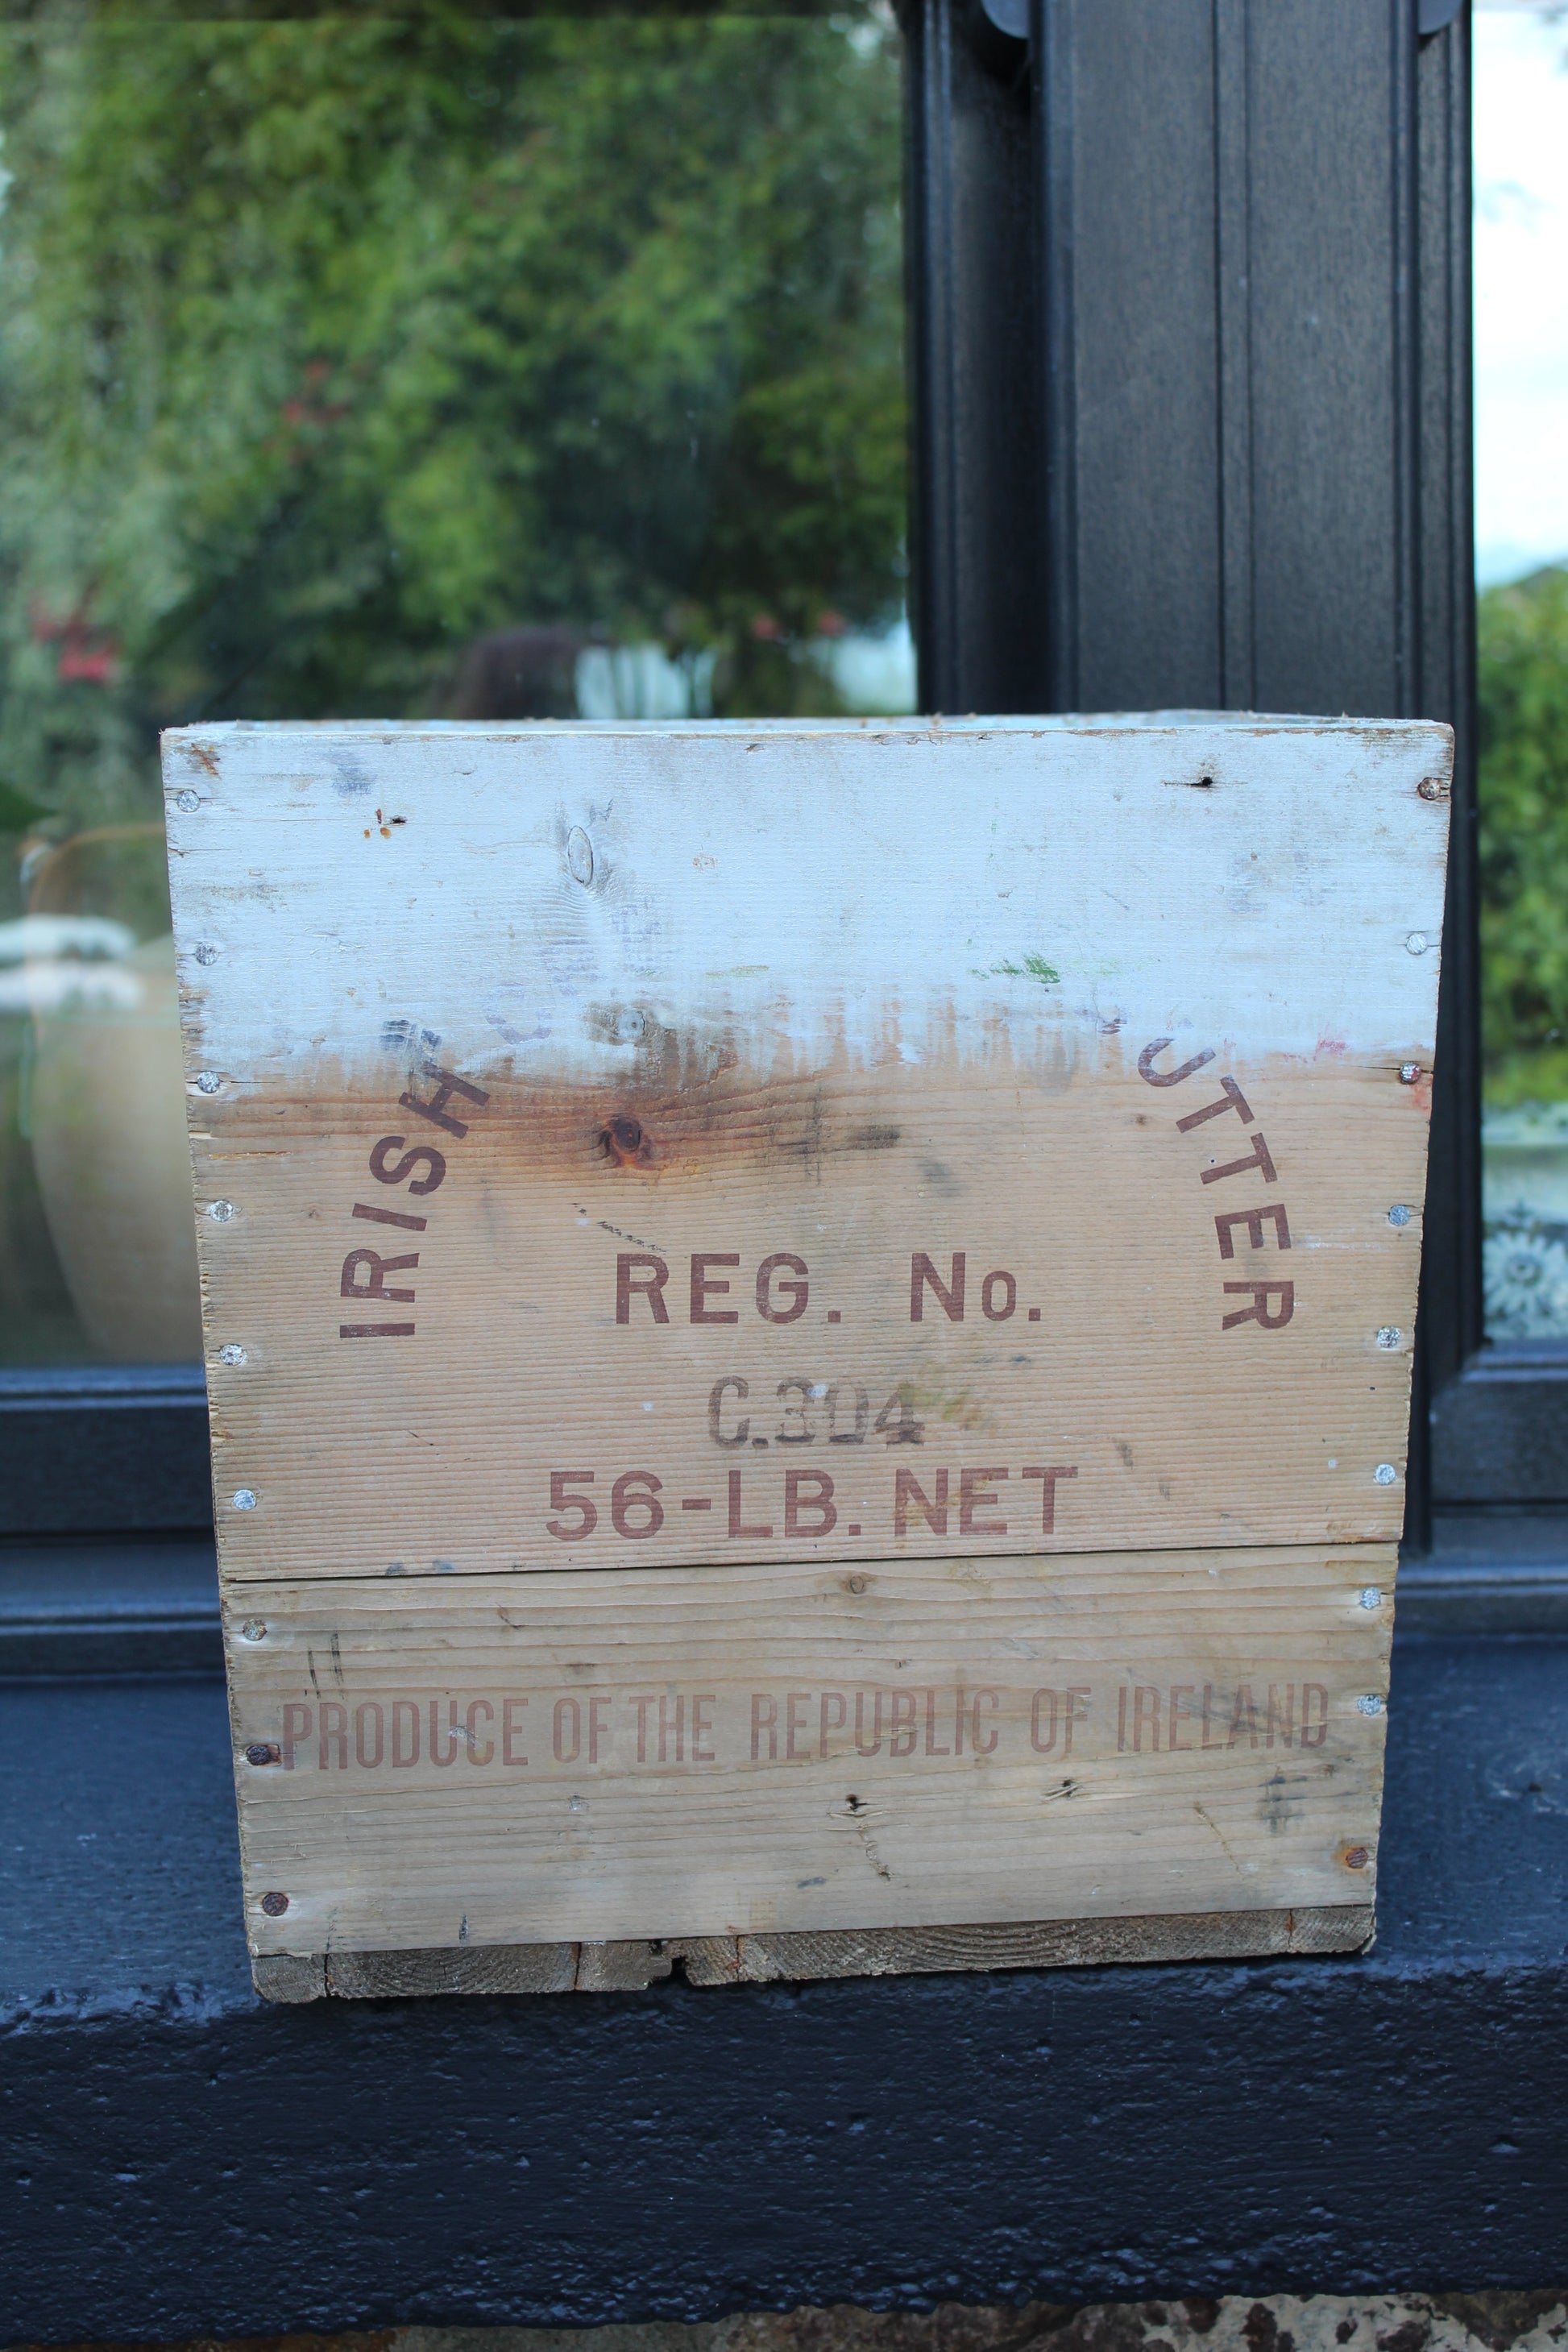 IRISH
UTTER
REG. No.
C.304
56-LB. NET
PRODUCE OF THE REPUBLIC OF IRELAND